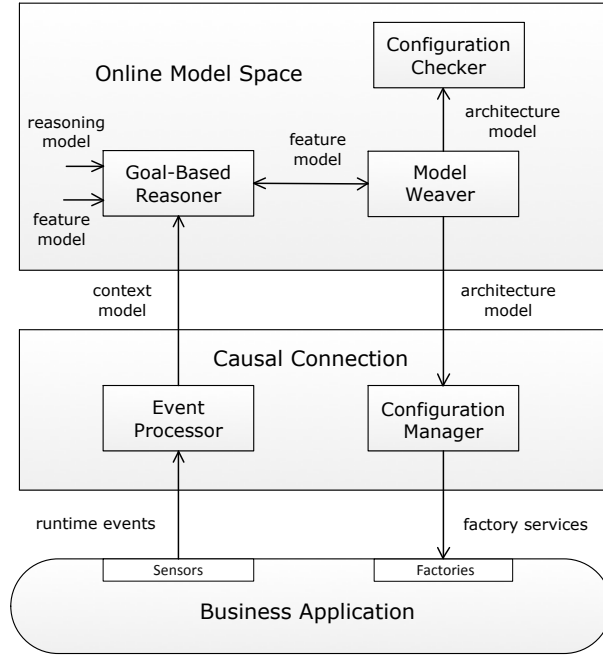 Configuration
Checker
Online Model Space
architecture
model
reasoning
model
feature
model
Goal-Based
Reasoner
Model
Weaver
feature
model
context
model
architecture
model
Causal Connection
Event
Processor
Configuration
Manager
runtime events
factory services
Sensors
Factories
Business Application